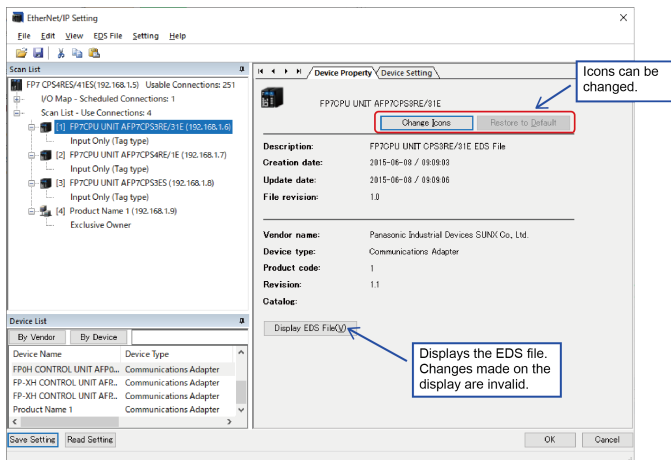 EtherNet/IP Setting
File Edit View EDS File Setting Help
Scan List
FP7 CPS4RES/41ES(192.168.1.5) Usable Connections: 251
I/O Map - Scheduled Connections: 1
Scan List - Use Connections: 4
[1] FP7CPU UNIT AFP7CPS3RE/31E (192.168.1.6)
Input Only (Tag type)
[2] FP7CPU UNIT AFP7CPS4RE/1E (192.168.1.7)
Input Only (Tag type)
[3] FP7CPU UNIT AFP7CPS3ES (192.168.1.8)
Input Only (Tag type)
[4] Product Name 1 (192.168.1.9)
Exclusive Owner
Device List
By Vendor By Device
Device Name Device Type
FP0H CONTROL UNIT AFP0... Communications Adapter
FP-XH CONTROL UNIT AFR... Communications Adapter
FP-XH CONTROL UNIT AFP... Communications Adapter
Product Name 1 Communications Adapter
Save Setting Read Setting
Device Property Device Setting
FP7CPU UNIT AFP7CPS3RE/31E
Change Icons Restore to Default
Icons can be
changed.
Description: FP7CPU UNIT CPS3RE/31E EDS File
Creation date: 2015-06-08 / 09:09:03
Update date: 2015-06-08 / 09:09:06
File revision: 1.0
Vendor name: Panasonic Industrial Devices SUNX Co., Ltd.
Device type: Communications Adapter
Product code: 1
Revision: 1.1
Catalog:
Display EDS File(V)
Displays the EDS file.
Changes made on the
display are invalid.
OK Cancel